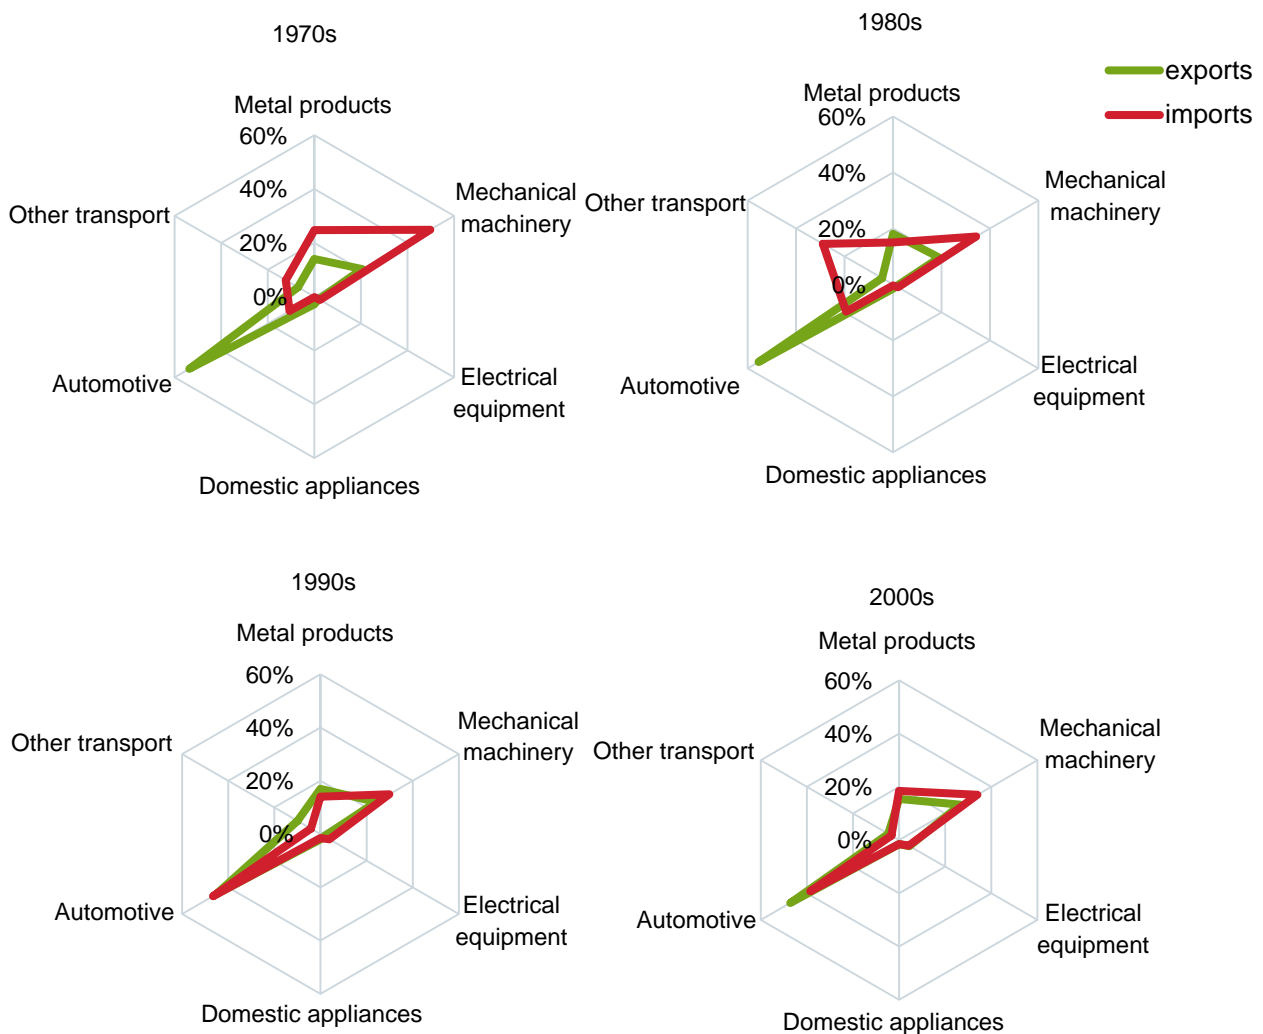 1970s
Metal products
60%
40%
20%
0%
Mechanical
machinery
Other transport
Automotive
Electrical
equipment
Domestic appliances
1980s
Metal products
60%
40%
20%
0%
Mechanical
machinery
Other transport
Automotive
Electrical
equipment
Domestic appliances
exports
imports
1990s
Metal products
60%
40%
20%
0%
Mechanical
machinery
Other transport
Automotive
Electrical
equipment
Domestic appliances
2000s
Metal products
60%
40%
20%
0%
Mechanical
machinery
Other transport
Automotive
Electrical
equipment
Domestic appliances